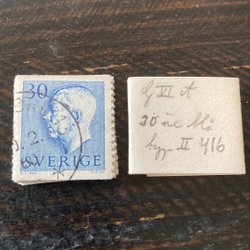 30
SVERIGE
G VI A
30 öre blå
typ II 416